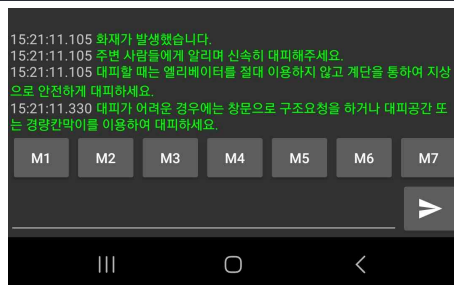 15:21:11.105 화재가 발생했습니다.
15:21:11.105 주변 사람들에게 알리며 신속히 대피해주세요.
15:21:11.105 대피할 때는 엘리베이터를 절대 이용하지 않고 계단을 통하여 지상
으로 안전하게 대피하세요.
15:21:11.330 대피가 어려운 경우에는 창문으로 구조요청을 하거나 대피공간 또
는 경량칸막이를 이용하여 대피하세요.
M1 M2 M3 M4 M5 M6 M7